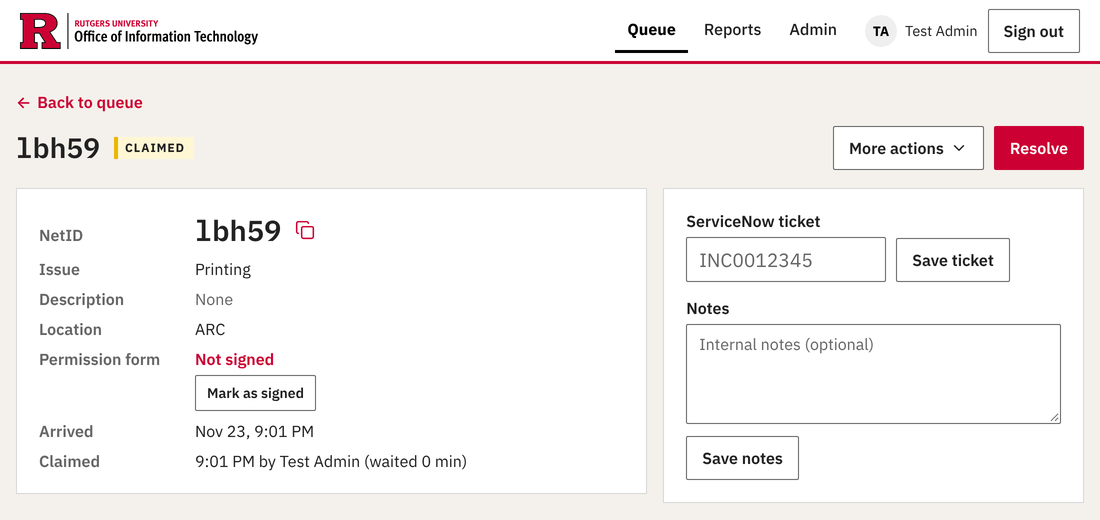 R
RUTGERS UNIVERSITY
Office of Information Technology
Queue Reports Admin TA Test Admin Sign out
← Back to queue
lbh59 CLAIMED More actions Resolve
NetID lbh59
Issue Printing
Description None
Location ARC
Permission form Not signed
Mark as signed
Arrived Nov 23, 9:01 PM
Claimed 9:01 PM by Test Admin (waited 0 min)
ServiceNow ticket
INC0012345 Save ticket
Notes
Internal notes (optional)
Save notes